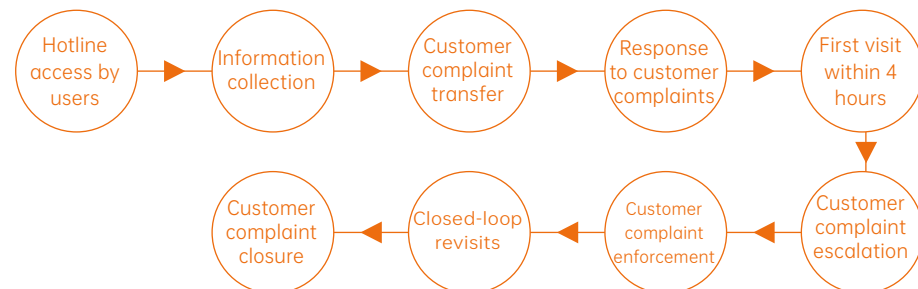 Hotline
access by
users
Information
collection
Customer
complaint
transfer
Response
to customer
complaints
First visit
within 4
hours
Customer
complaint
escalation
Customer
complaint
enforcement
Closed-loop
revisits
Customer
complaint
closure